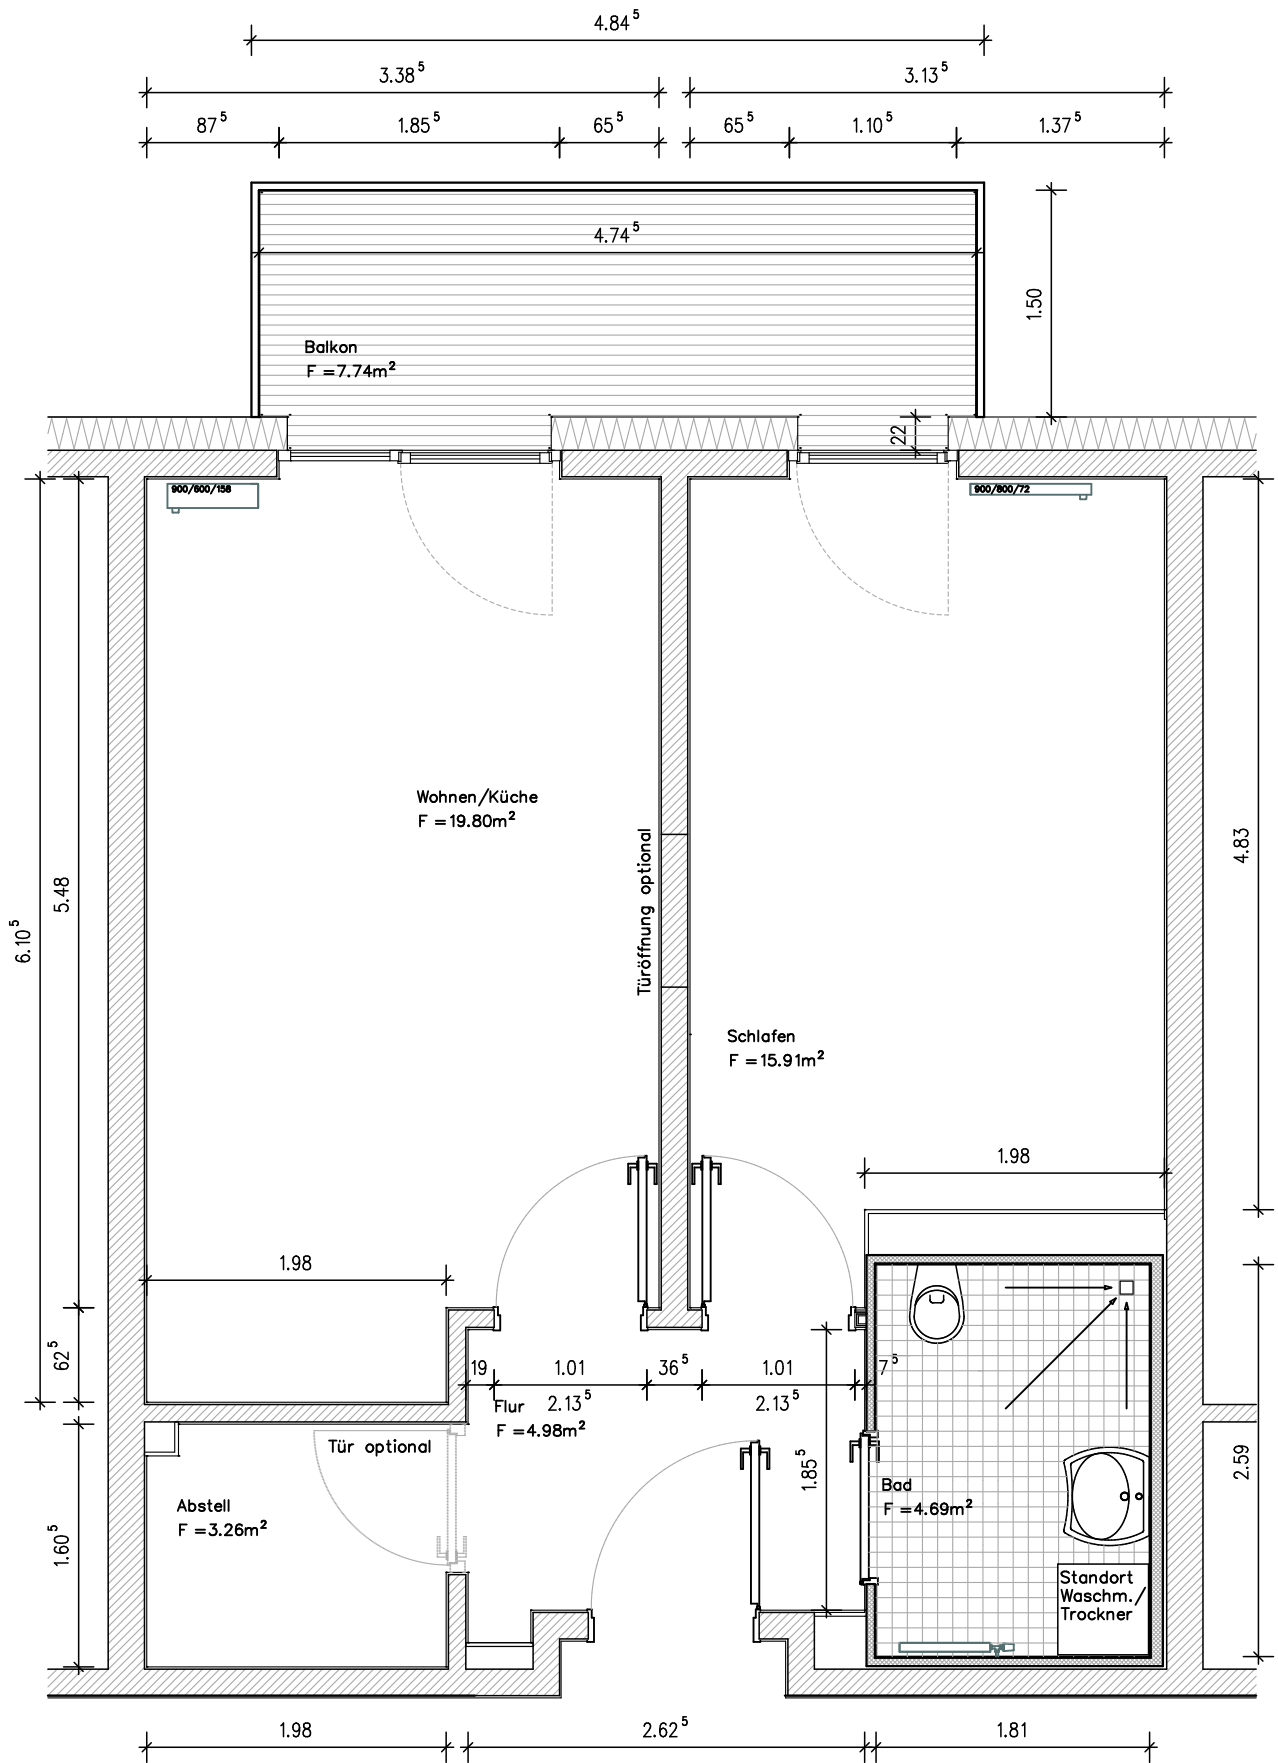 4.84⁵
3.38⁵
3.13⁵
87⁵
1.85⁵
65⁵
65⁵
1.10⁵
1.37⁵
4.74⁵
1.50
Balkon
F =7.74m²
22
900/600/158
900/800/72
Wohnen/Küche
F =19.80m²
Türöffnung optional
4.83
5.48
6.10⁵
Schlafen
F =15.91m²
1.98
1.98
62⁵
19
1.01
36⁵
1.01
7⁵
2.13⁵
2.13⁵
Flur
F =4.98m²
Tür optional
1.85⁵
2.59
Bad
F =4.69m²
Abstell
F =3.26m²
1.60⁵
Standort
Waschm./
Trockner
1.98
2.62⁵
1.81